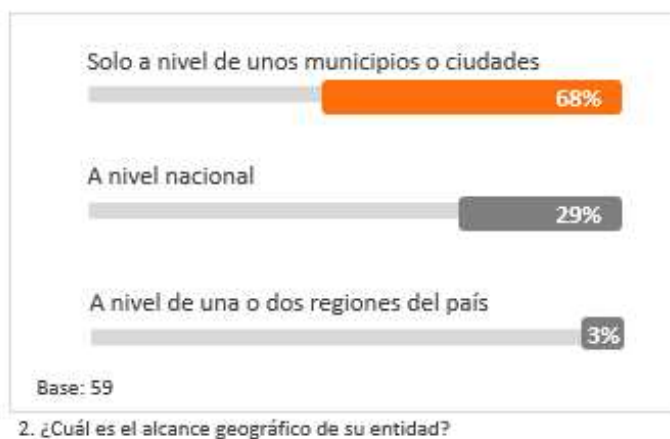 Solo a nivel de unos municipios o ciudades
68%
A nivel nacional
29%
A nivel de una o dos regiones del país
3%
Base: 59
2. ¿Cuál es el alcance geográfico de su entidad?